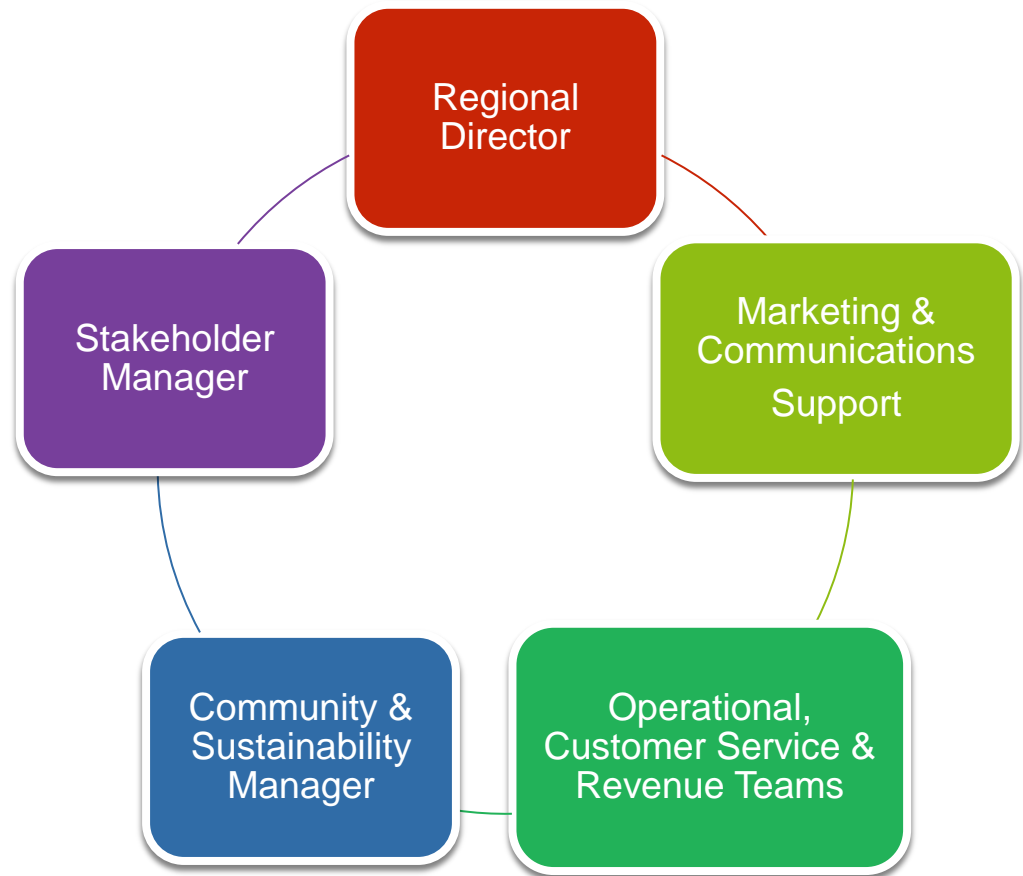 Regional
Director
Stakeholder
Manager
Marketing &
Communications
Support
Community &
Sustainability
Manager
Operational,
Customer Service &
Revenue Teams